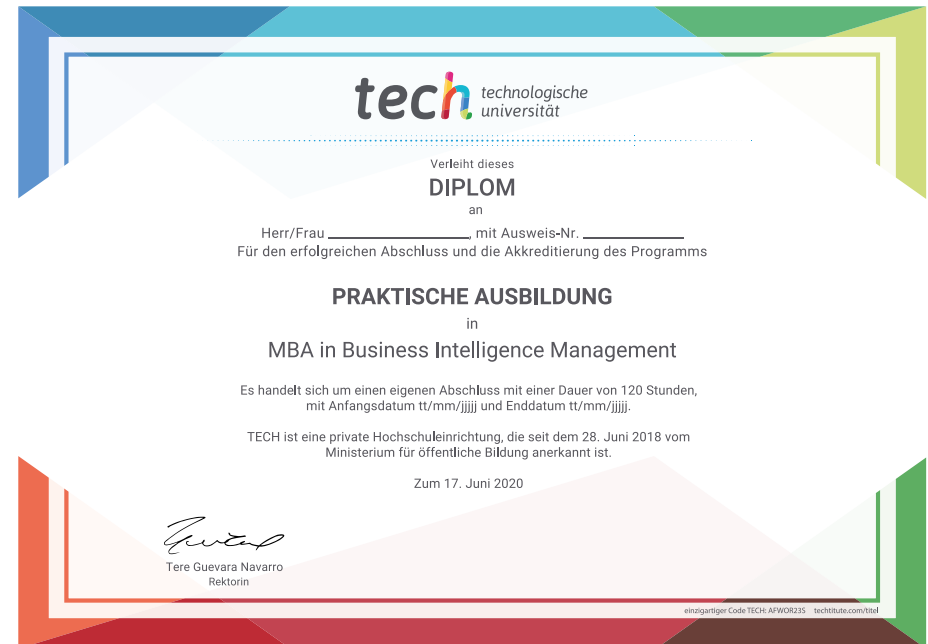 tech technologische
universität
Verleiht dieses
DIPLOM
an
Herr/Frau ____________, mit Ausweis-Nr. ____________
Für den erfolgreichen Abschluss und die Akkreditierung des Programms
PRAKTISCHE AUSBILDUNG
in
MBA in Business Intelligence Management
Es handelt sich um einen eigenen Abschluss mit einer Dauer von 120 Stunden,
mit Anfangsdatum tt/mm/jjjjj und Enddatum tt/mm/jjjjj.
TECH ist eine private Hochschuleinrichtung, die seit dem 28. Juni 2018 vom
Ministerium für öffentliche Bildung anerkannt ist.
Zum 17. Juni 2020
Tere Guevara Navarro
Rektorin
einzigartiger Code TECH: AFWOR23S techtitute.com/titel